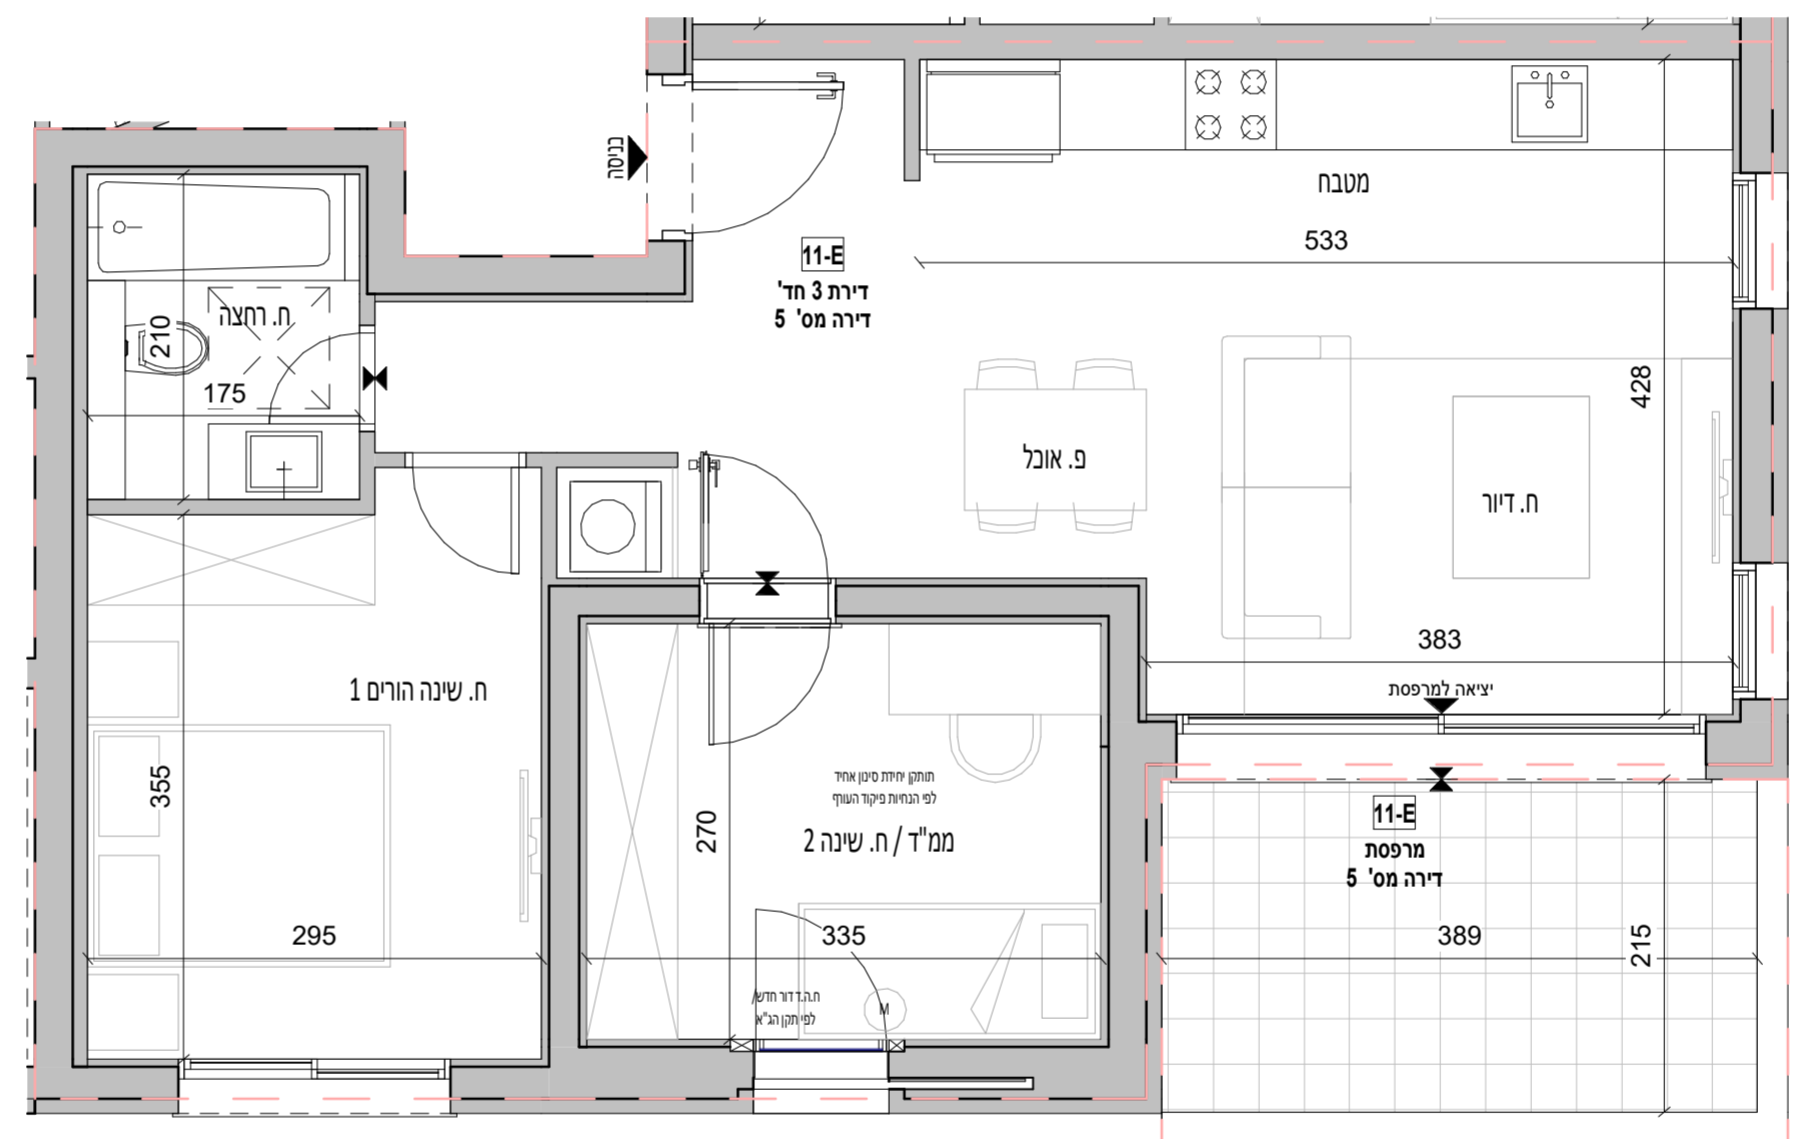 כניסה
מטבח
533
11-E
דירת 3 חד'
דירה מס' 5
ח. רחצה
210
175
428
פ. אוכל
ח. דיור
383
יציאה למרפסת
ח. שינה הורים 1
355
295
תותקן יחידת סינון אחיד
לפי הנחיות פיקוד העורף
ממ"ד / ח. שינה 2
270
335
ח.ה.ד דור חדש/
לפי תקן הג"א
M
11-E
מרפסת
דירה מס' 5
389
215